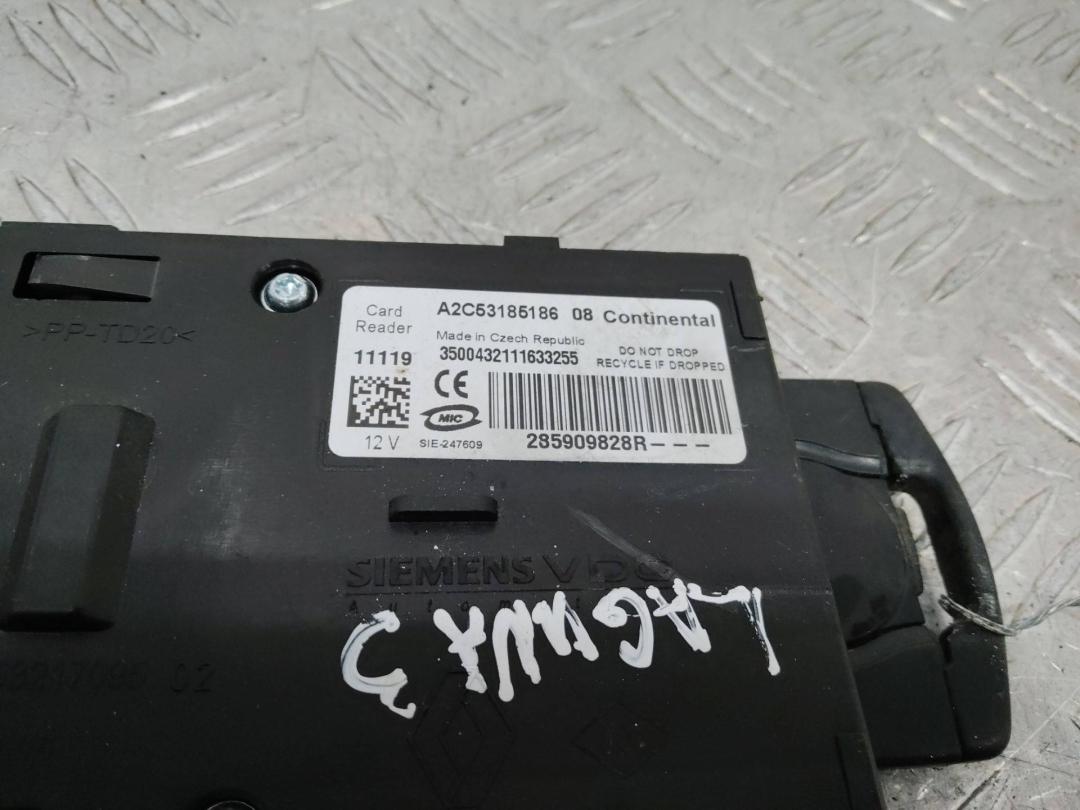 >PP-TD20<
Card
Reader
A2C53185186 08 Continental
Made in Czech Republic
11119 3500432111633255
DO NOT DROP
RECYCLE IF DROPPED
CE
MIC
12 V
SIE-247609
285909828R---
SIEMENS VDO
LAGUNA 3
02